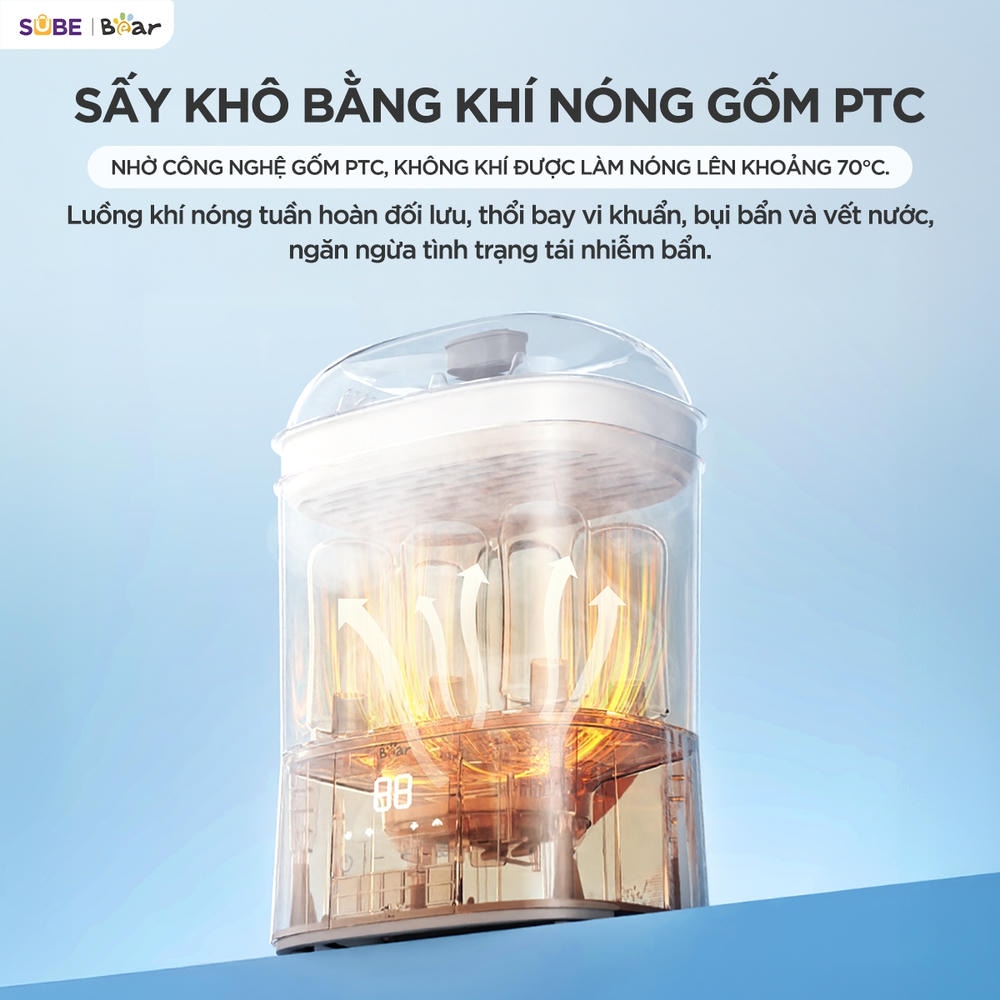 SUBE | Bear
SẤY KHÔ BẰNG KHÍ NÓNG GỐM PTC
NHỜ CÔNG NGHỆ GỐM PTC, KHÔNG KHÍ ĐƯỢC LÀM NÓNG LÊN KHOẢNG 70°C.
Luồng khí nóng tuần hoàn đối lưu, thổi bay vi khuẩn, bụi bẩn và vết nước,
ngăn ngừa tình trạng tái nhiễm bẩn.
Bear
88